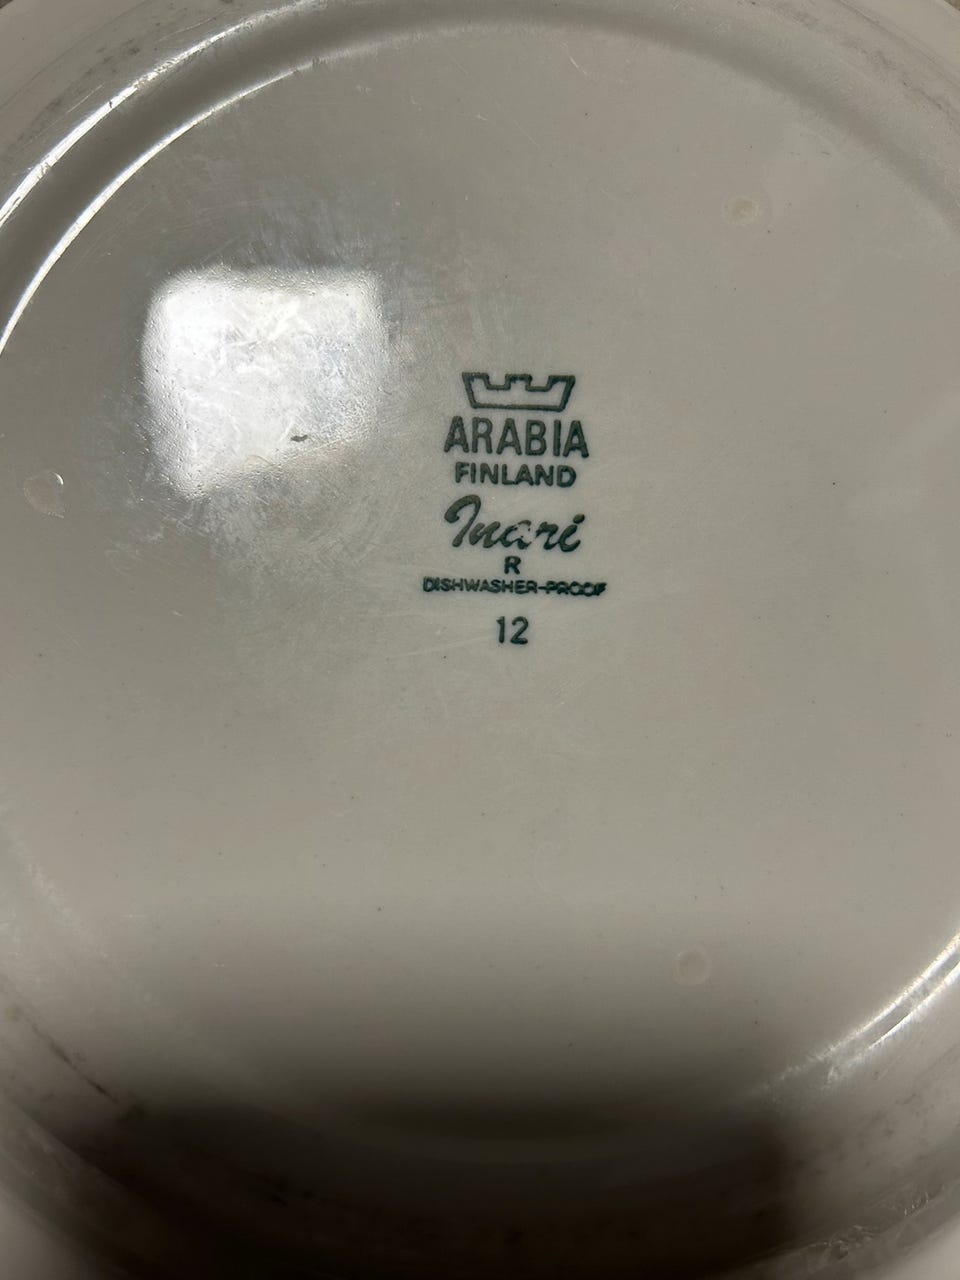 ARABIA
FINLAND
Inari
R
DISHWASHER-PROOF
12